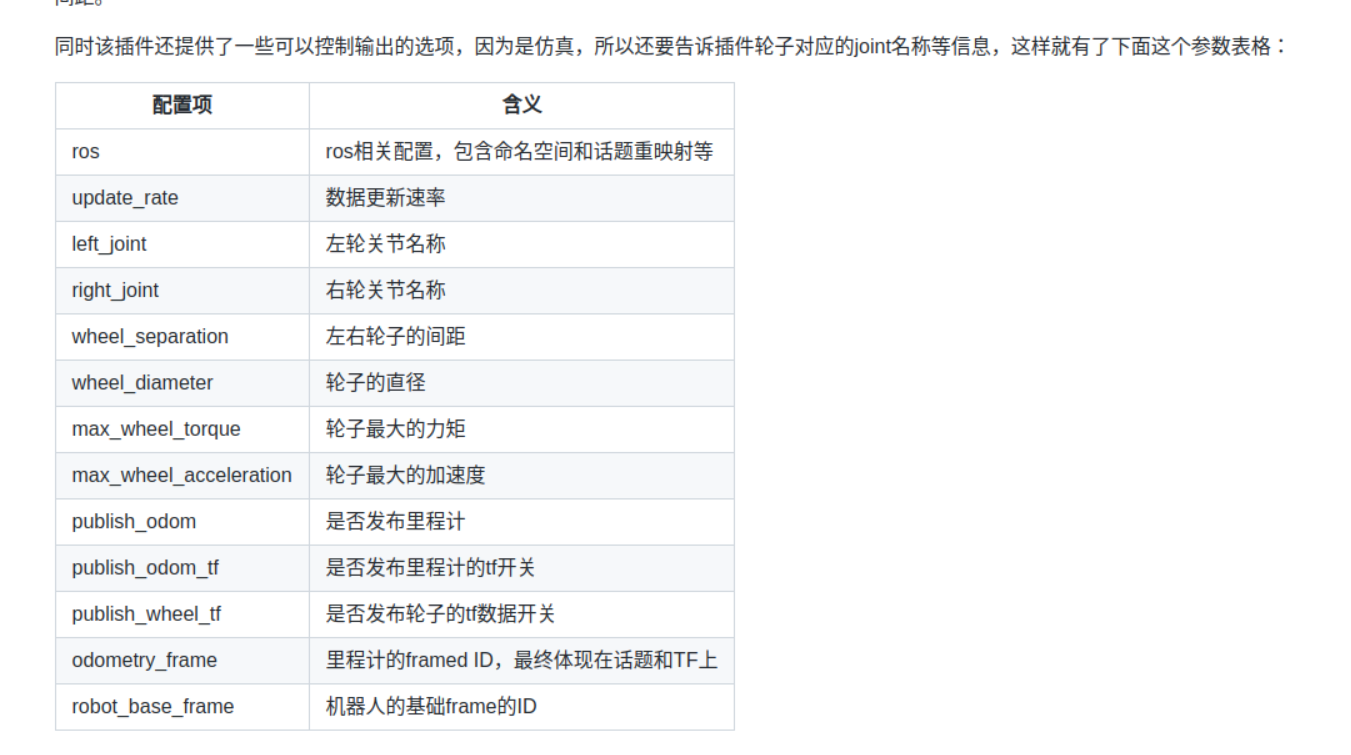 间距。
同时该插件还提供了一些可以控制输出的选项，因为是仿真，所以还要告诉插件轮子对应的joint名称等信息，这样就有了下面这个参数表格：
配置项 含义
ros ros相关配置，包含命名空间和话题重映射等
update_rate 数据更新速率
left_joint 左轮关节名称
right_joint 右轮关节名称
wheel_separation 左右轮子的间距
wheel_diameter 轮子的直径
max_wheel_torque 轮子最大的力矩
max_wheel_acceleration 轮子最大的加速度
publish_odom 是否发布里程计
publish_odom_tf 是否发布里程计的tf开关
publish_wheel_tf 是否发布轮子的tf数据开关
odometry_frame 里程计的framed ID，最终体现在话题和TF上
robot_base_frame 机器人的基础frame的ID